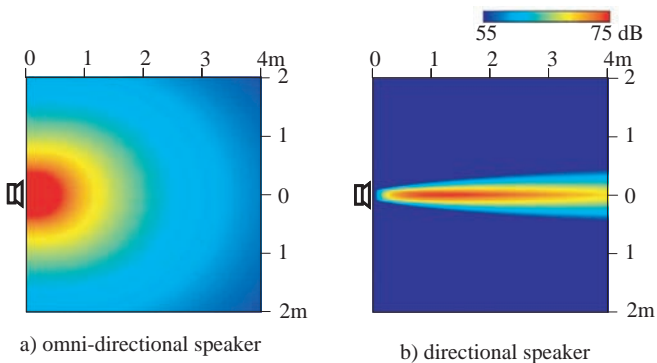 55 75 dB
0 1 2 3 4m
2
1
0
1
2m
a) omni-directional speaker
0 1 2 3 4m
2
1
0
1
2m
b) directional speaker